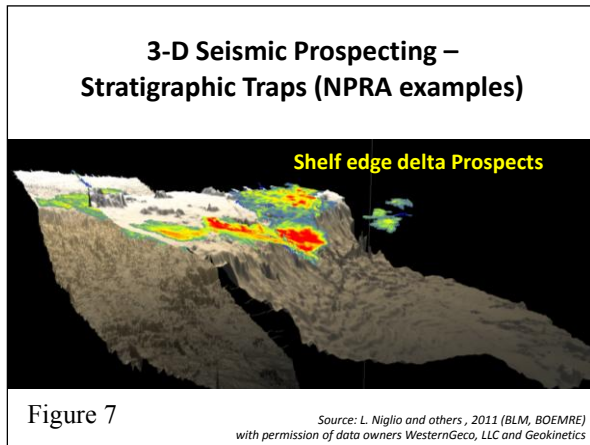 3-D Seismic Prospecting –
Stratigraphic Traps (NPRA examples)
Shelf edge delta Prospects
Figure 7
Source: L. Niglio and others , 2011 (BLM, BOEMRE)
with permission of data owners WesternGeco, LLC and Geokinetics